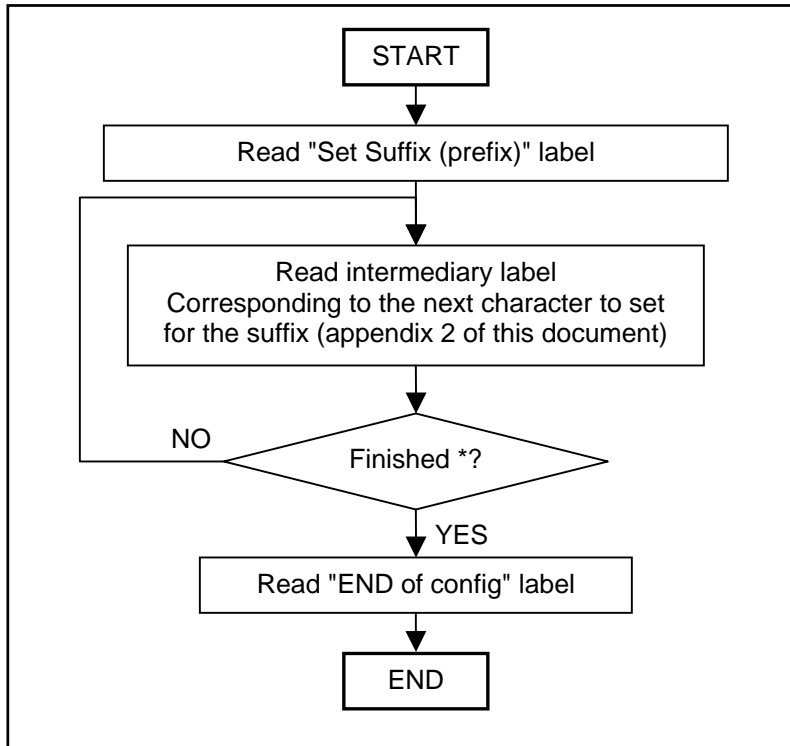 START
Read "Set Suffix (prefix)" label
Read intermediary label
Corresponding to the next character to set
for the suffix (appendix 2 of this document)
NO
Finished *?
YES
Read "END of config" label
END